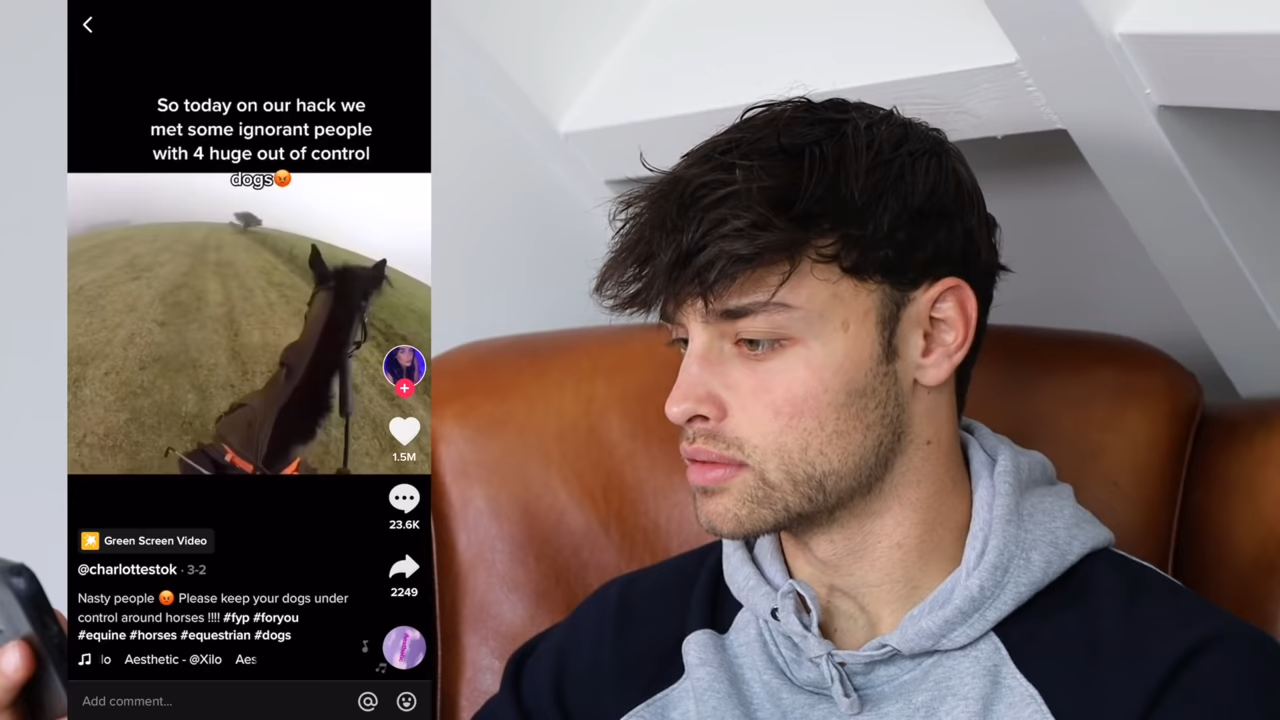 So today on our hack we
met some ignorant people
with 4 huge out of control
dogs😡
1.5M
23.6K
2249
Green Screen Video
@charlottestok · 3-2
Nasty people 😡 Please keep your dogs under
control around horses !!!! #fyp #foryou
#equine #horses #equestrian #dogs
lo Aesthetic - @Xilo Aes
Add comment...